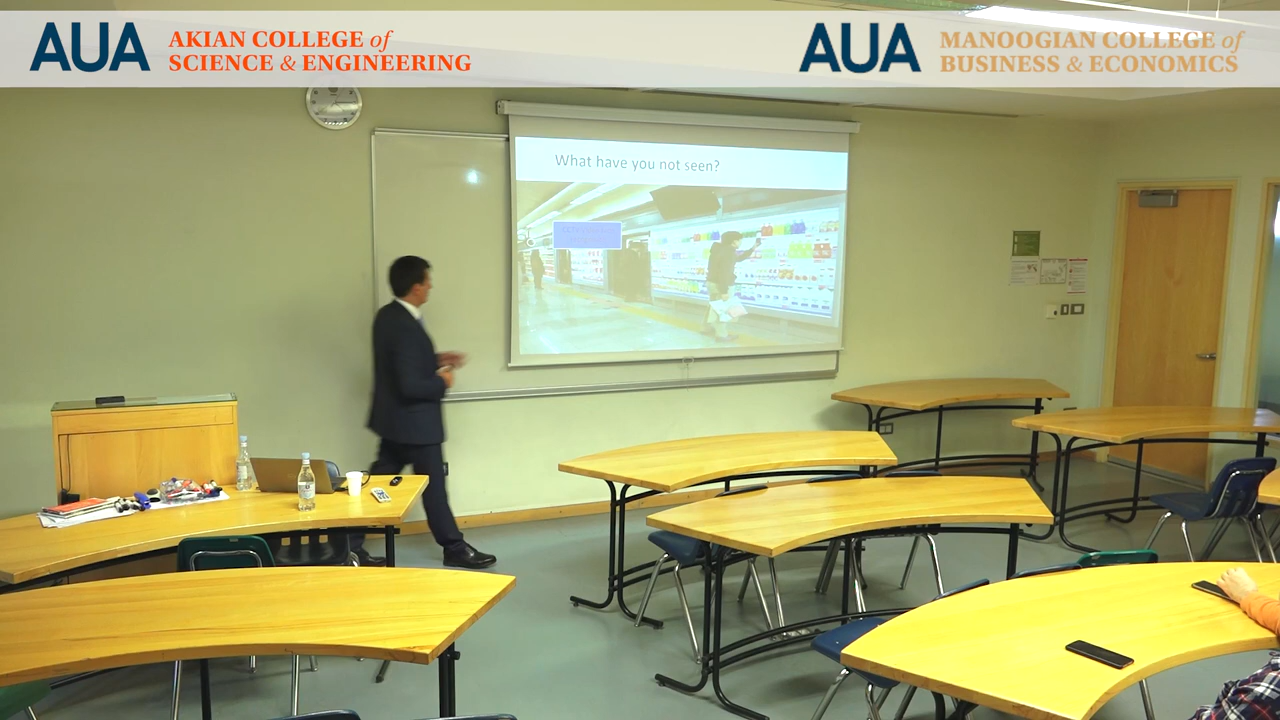 AUA
AKIAN COLLEGE of
SCIENCE & ENGINEERING
AUA
MANOOGIAN COLLEGE of
BUSINESS & ECONOMICS
What have you not seen?